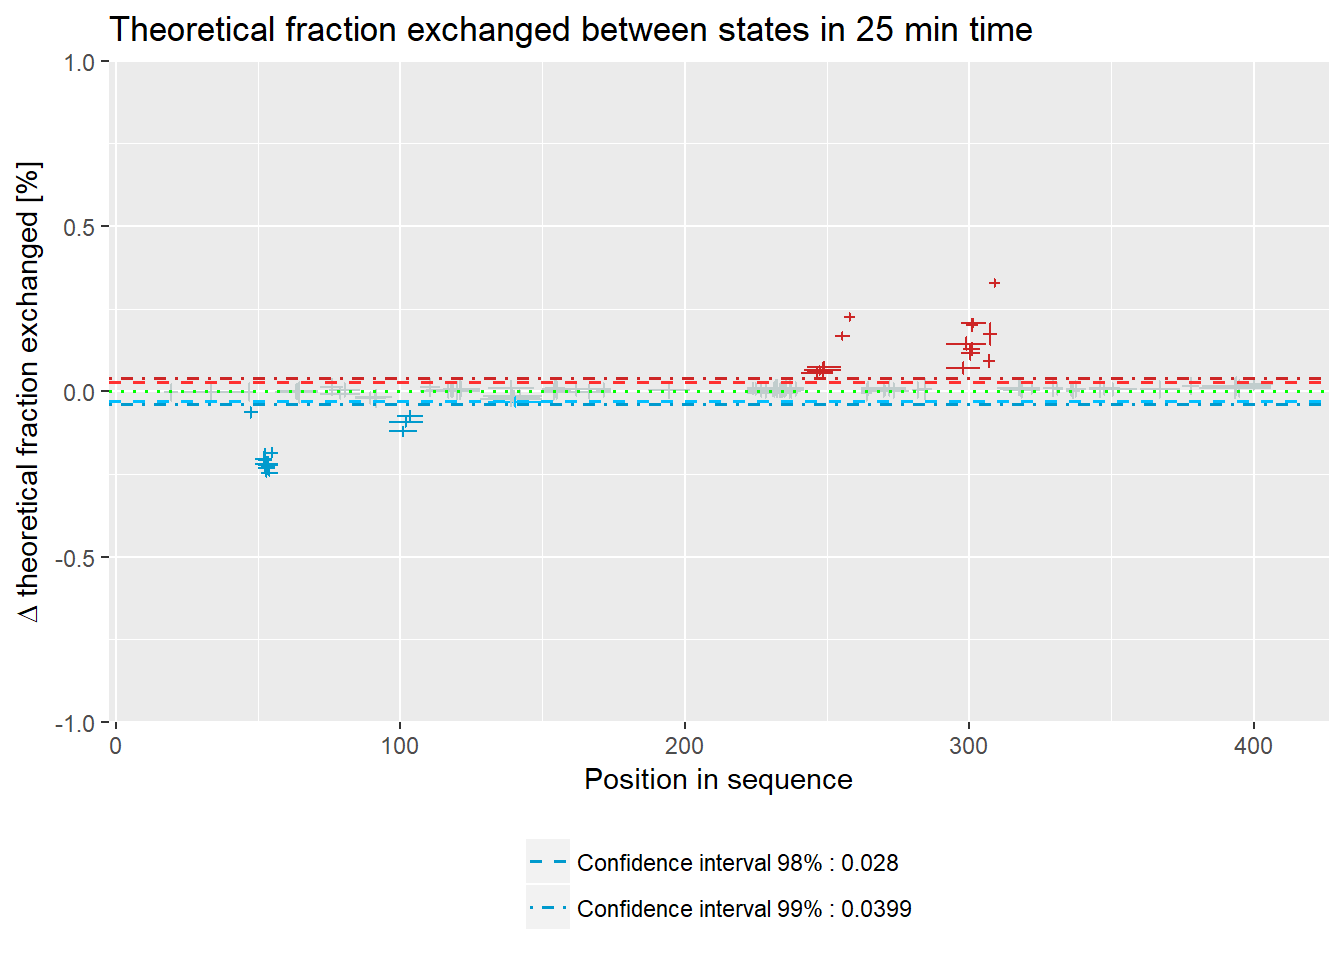 Theoretical fraction exchanged between states in 25 min time
Δ theoretical fraction exchanged [%]
1.0
0.5
0.0
-0.5
-1.0
0
100
200
300
400
Position in sequence
Confidence interval 98% : 0.028
Confidence interval 99% : 0.0399